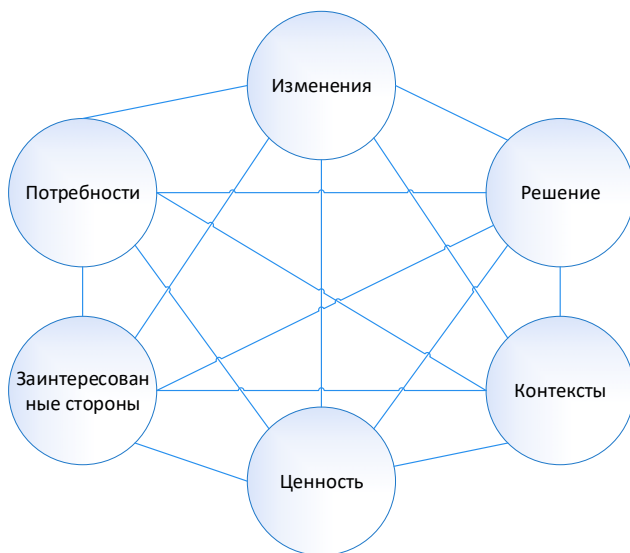 Изменения
Потребности
Решение
Заинтересован
ные стороны
Контексты
Ценность